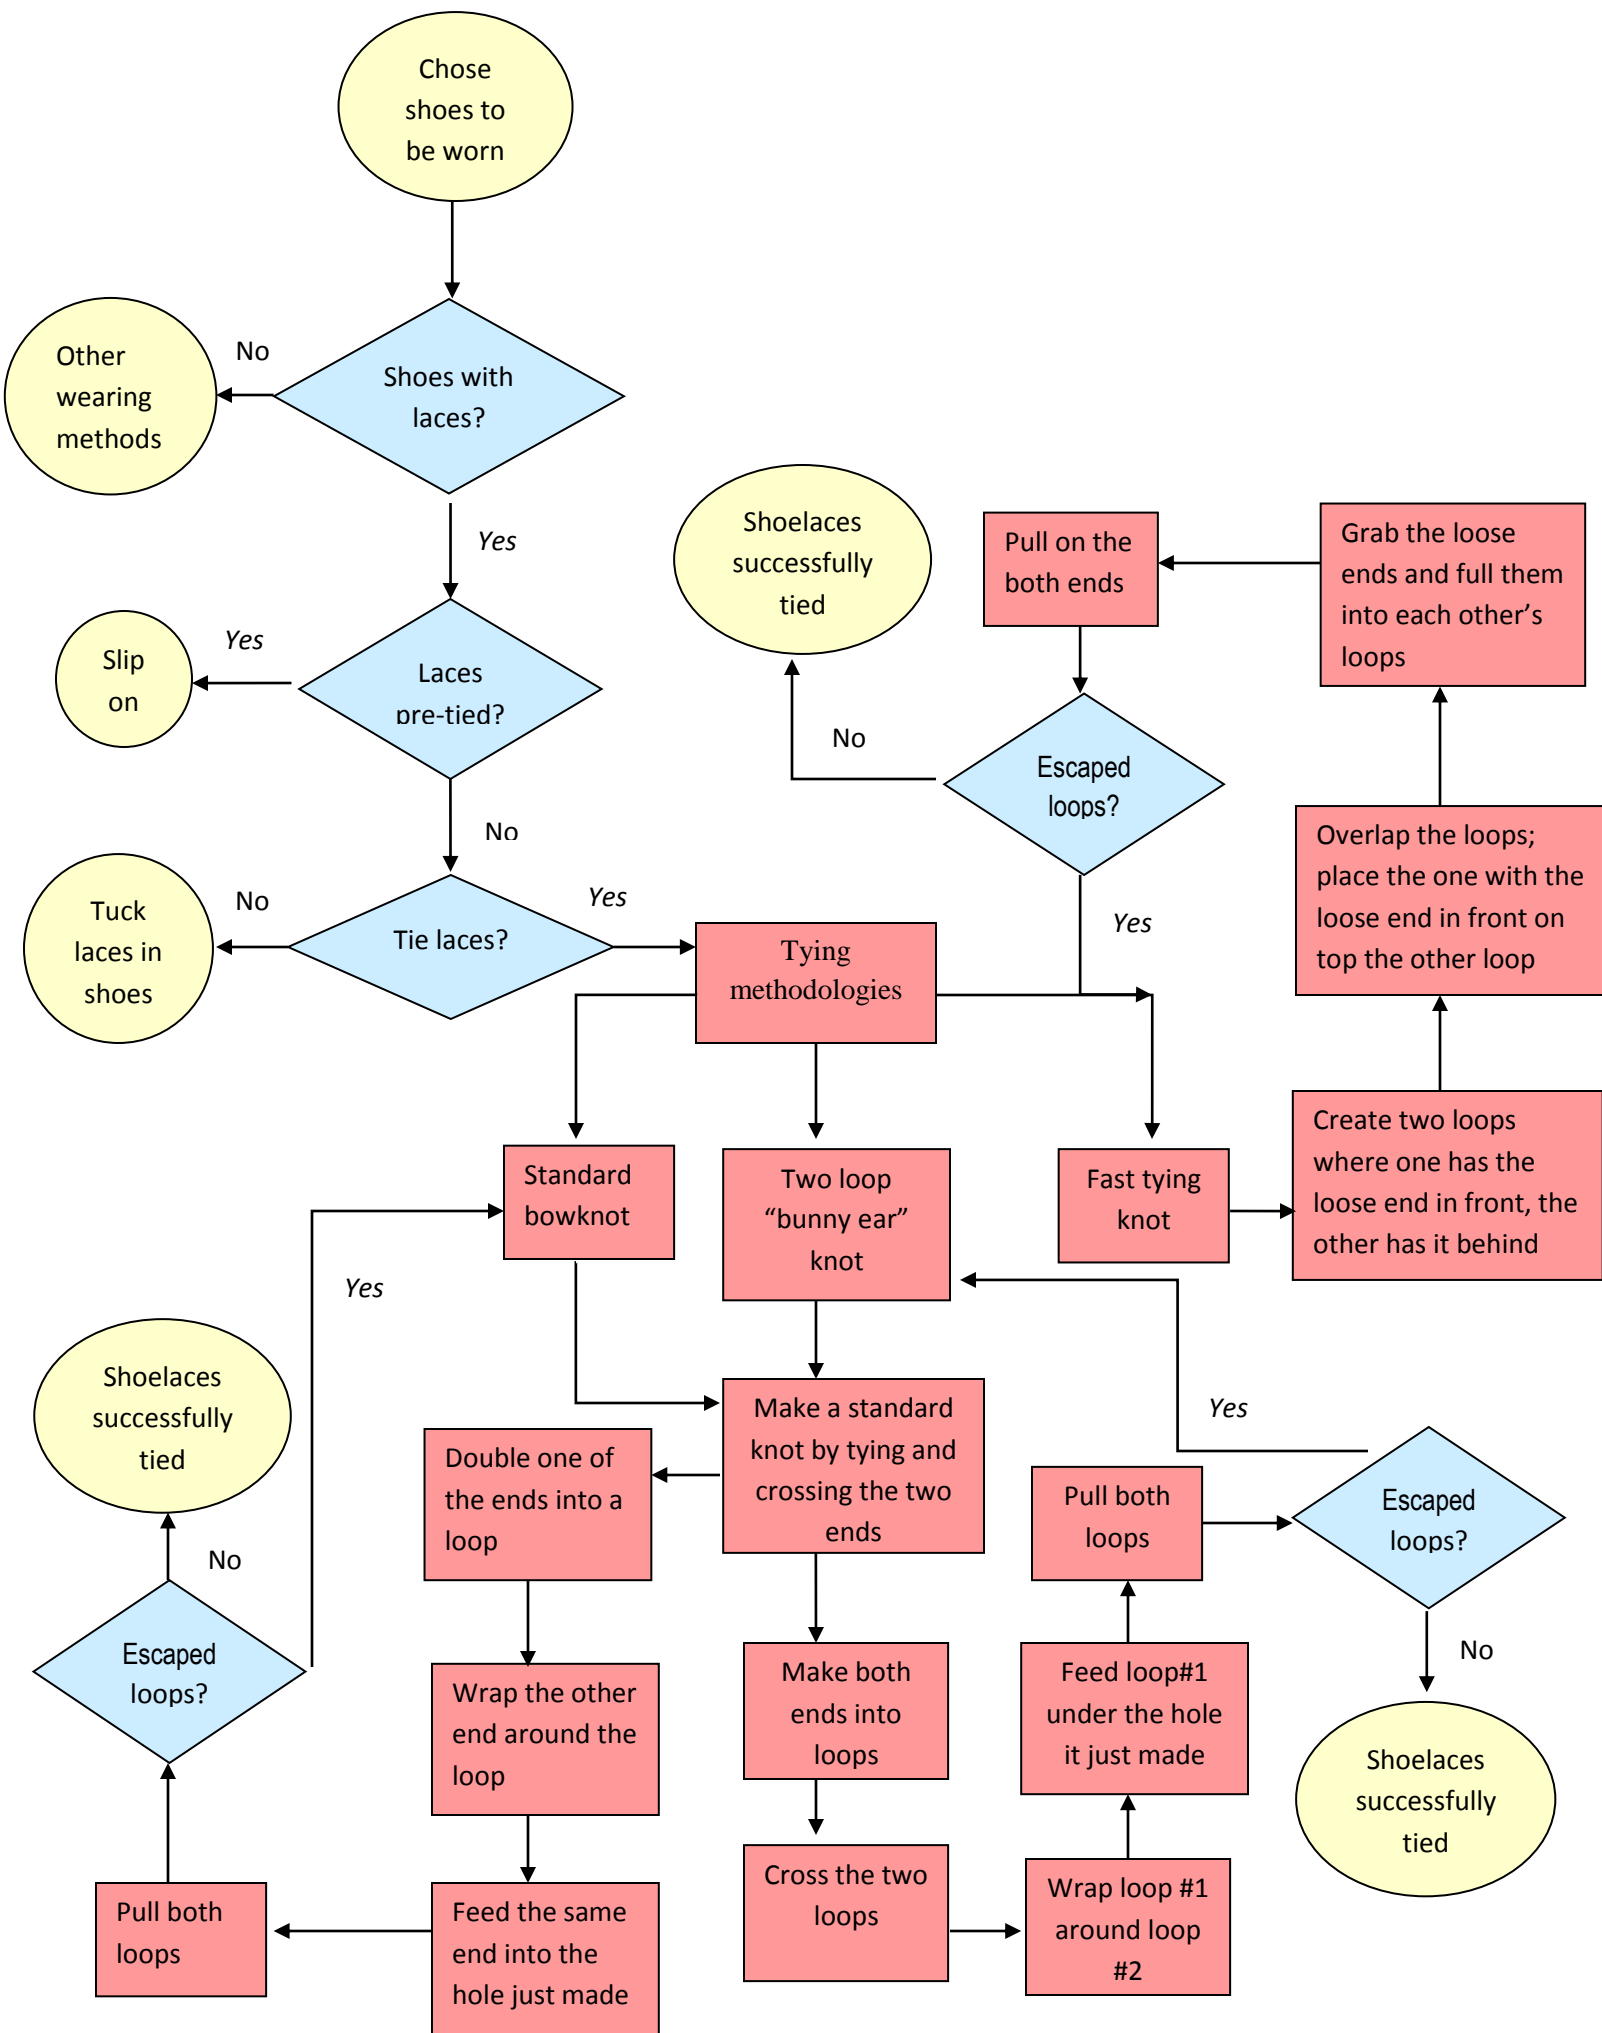 Chose
shoes to
be worn
Other
wearing
methods
No
Shoes with
laces?
Yes
Slip
on
Yes
Laces
pre-tied?
No
Tuck
laces in
shoes
No
Tie laces?
Yes
Tying
methodologies
Shoelaces
successfully
tied
Pull on the
both ends
Grab the loose
ends and full them
into each other’s
loops
No
Escaped
loops?
Yes
Overlap the loops;
place the one with the
loose end in front on
top the other loop
Create two loops
where one has the
loose end in front, the
other has it behind
Standard
bowknot
Two loop
“bunny ear”
knot
Fast tying
knot
Yes
Shoelaces
successfully
tied
No
Escaped
loops?
Pull both
loops
Double one of
the ends into a
loop
Wrap the other
end around the
loop
Feed the same
end into the
hole just made
Make a standard
knot by tying and
crossing the two
ends
Make both
ends into
loops
Cross the two
loops
Wrap loop #1
around loop
#2
Feed loop#1
under the hole
it just made
Pull both
loops
Yes
Escaped
loops?
No
Shoelaces
successfully
tied